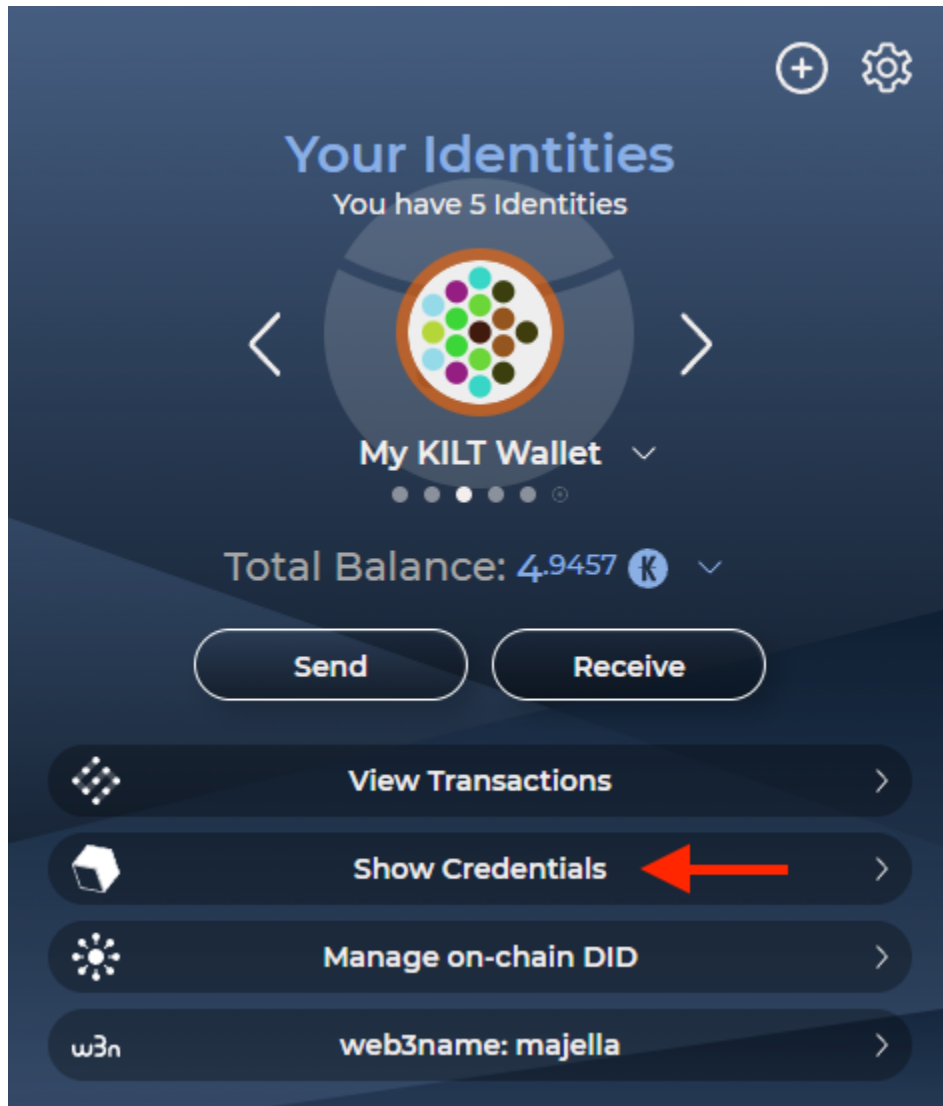 Your Identities
You have 5 Identities
My KILT Wallet
Total Balance: 4.9457 K
Send
Receive
View Transactions
Show Credentials
Manage on-chain DID
w3n
web3name: majella